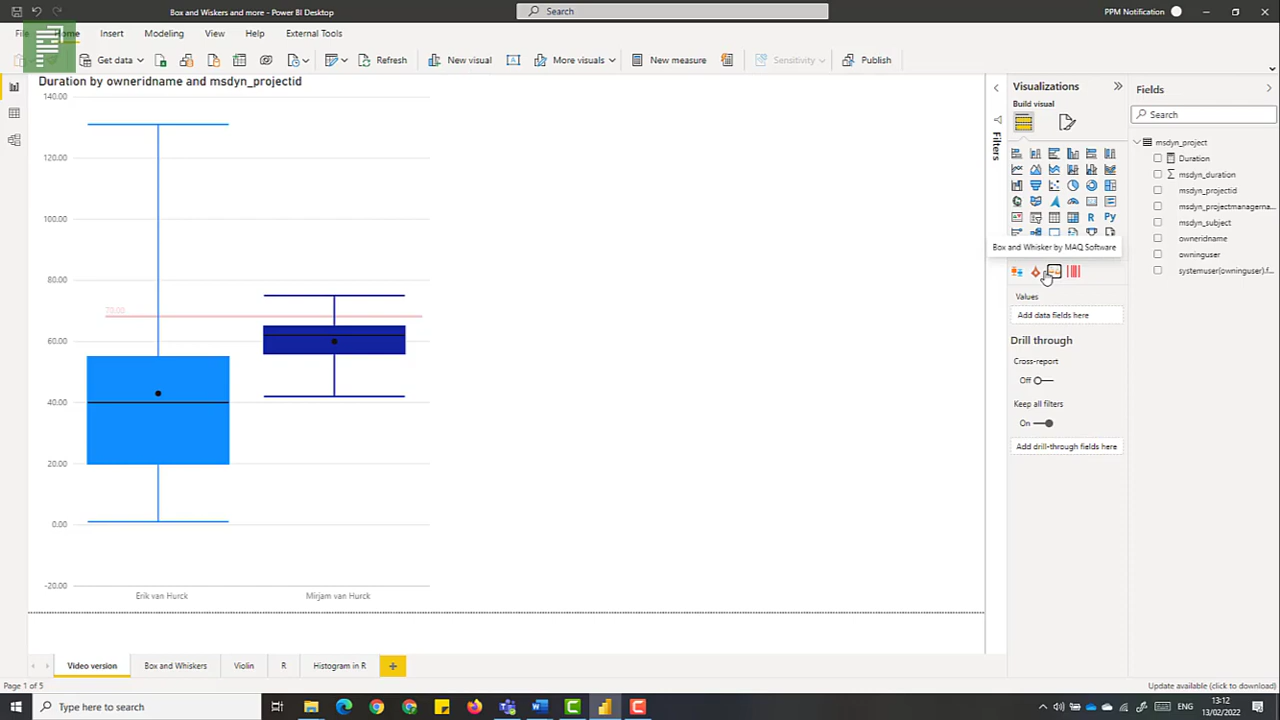 Box and Wiskers and more - Power BI Desktop
Search
PPM Notification
File
Home
Insert
Modeling
View
Help
External Tools
Get data
Refresh
New visual
More visuals
New measure
Sensitivity
Publish
Duration by owneridname and msdyn_projectid
140.00
120.00
100.00
80.00
60.00
40.00
20.00
0.00
-20.00
70.00
Erik van Hurck
Mirjam van Hurck
Filters
Visualizations
Build visual
R
Py
Box and Whisker by MAQ Software
Values
Add data fields here
Drill through
Cross-report
Off
Keep all filters
On
Add drill-through fields here
Fields
Search
msdyn_project
Duration
msdyn_duration
msdyn_projectid
msdyn_projectmanagerna...
msdyn_subject
owneridname
owninguser
systemuser(owninguser).f...
Video version
Box and Whiskers
Violin
R
Histogram in R
Page 1 of 5
Update available (click to download)
Type here to search
ENG
13:12
13/02/2022